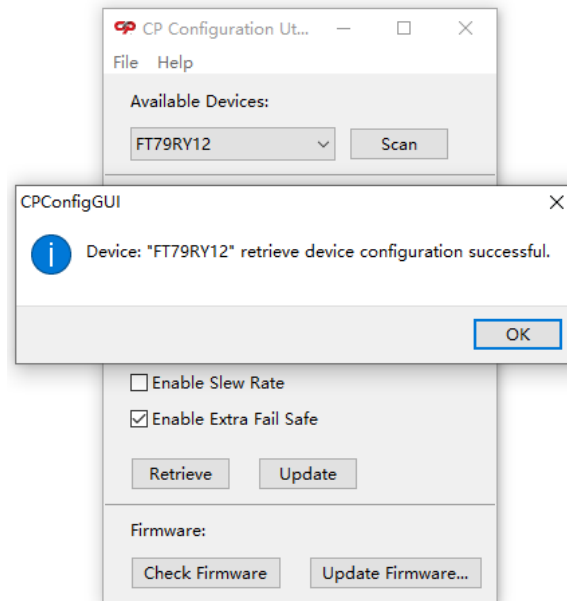 CP Configuration Ut...
File Help
Available Devices:
FT79RY12 Scan
CPConfigGUI
Device: "FT79RY12" retrieve device configuration successful.
OK
Enable Slew Rate
Enable Extra Fail Safe
Retrieve Update
Firmware:
Check Firmware Update Firmware...